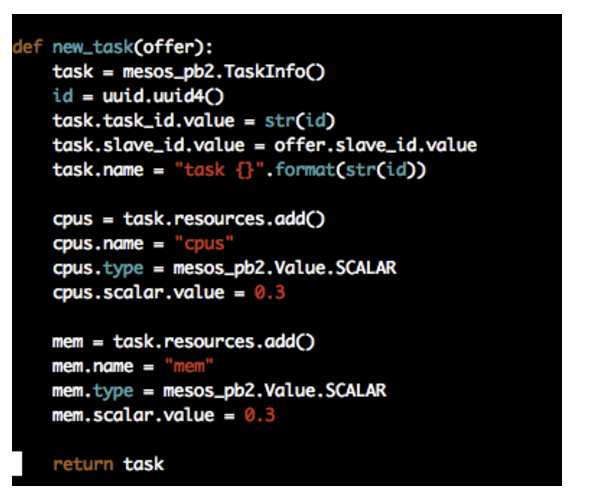 def new_task(offer):
    task = mesos_pb2.TaskInfo()
    id = uuid.uuid4()
    task.task_id.value = str(id)
    task.slave_id.value = offer.slave_id.value
    task.name = "task {}".format(str(id))

    cpus = task.resources.add()
    cpus.name = "cpus"
    cpus.type = mesos_pb2.Value.SCALAR
    cpus.scalar.value = 0.3

    mem = task.resources.add()
    mem.name = "mem"
    mem.type = mesos_pb2.Value.SCALAR
    mem.scalar.value = 0.3

    return task